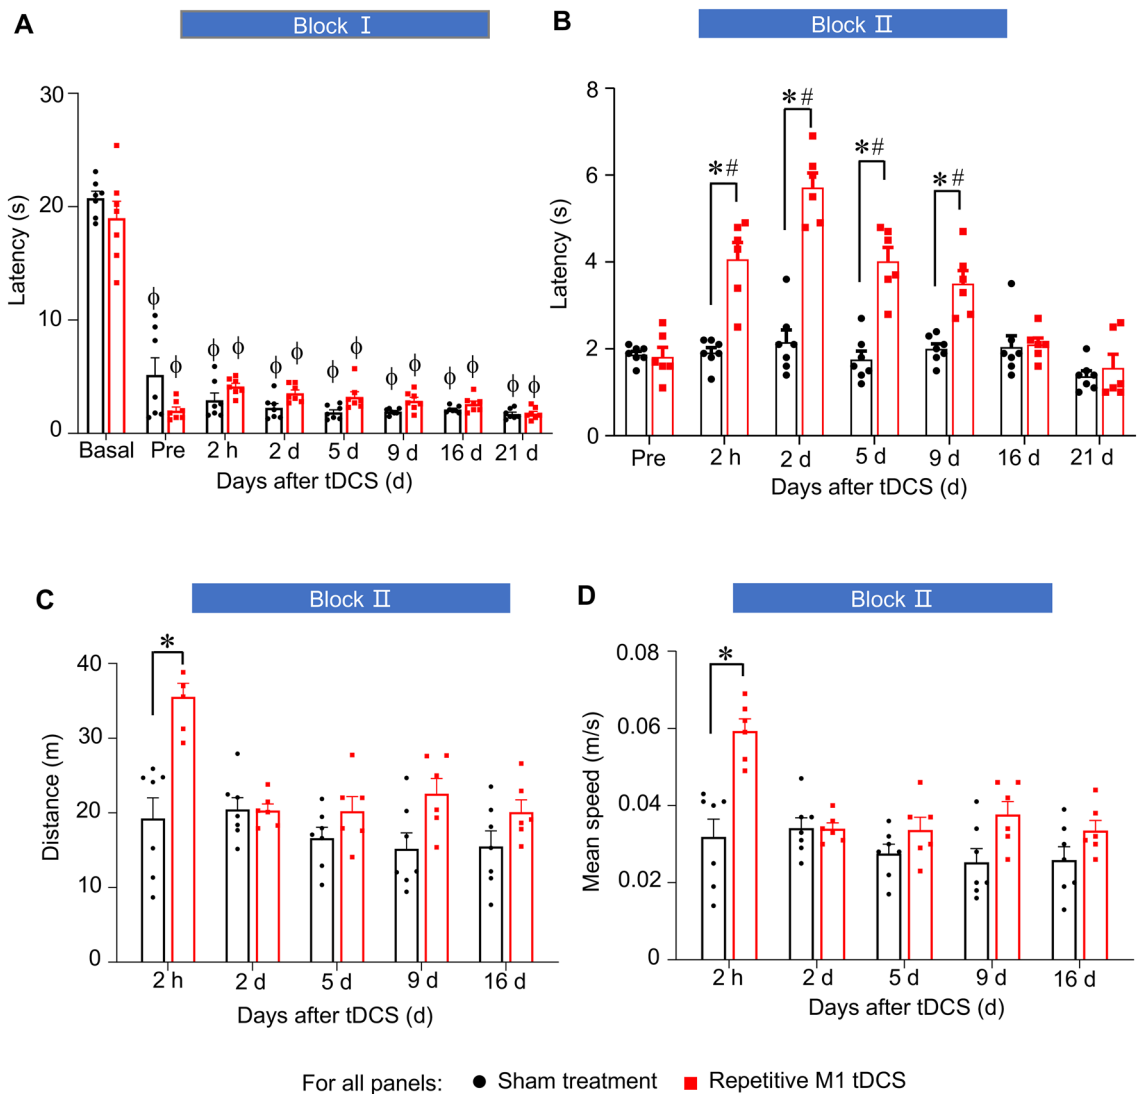 A
Block Ⅰ
Latency (s)
30
20
10
0
ϕ
ϕ
ϕ ϕ
ϕ ϕ
ϕ ϕ
ϕ ϕ
ϕ ϕ
ϕ ϕ
Basal Pre 2 h 2 d 5 d 9 d 16 d 21 d
Days after tDCS (d)
B
Block Ⅱ
Latency (s)
8
6
4
2
0
*#
*#
*#
*#
Pre 2 h 2 d 5 d 9 d 16 d 21 d
Days after tDCS (d)
C
Block Ⅱ
Distance (m)
40
30
20
10
0
*
2 h 2 d 5 d 9 d 16 d
Days after tDCS (d)
D
Block Ⅱ
Mean speed (m/s)
0.08
0.06
0.04
0.02
0
*
2 h 2 d 5 d 9 d 16 d
Days after tDCS (d)
For all panels: Sham treatment Repetitive M1 tDCS